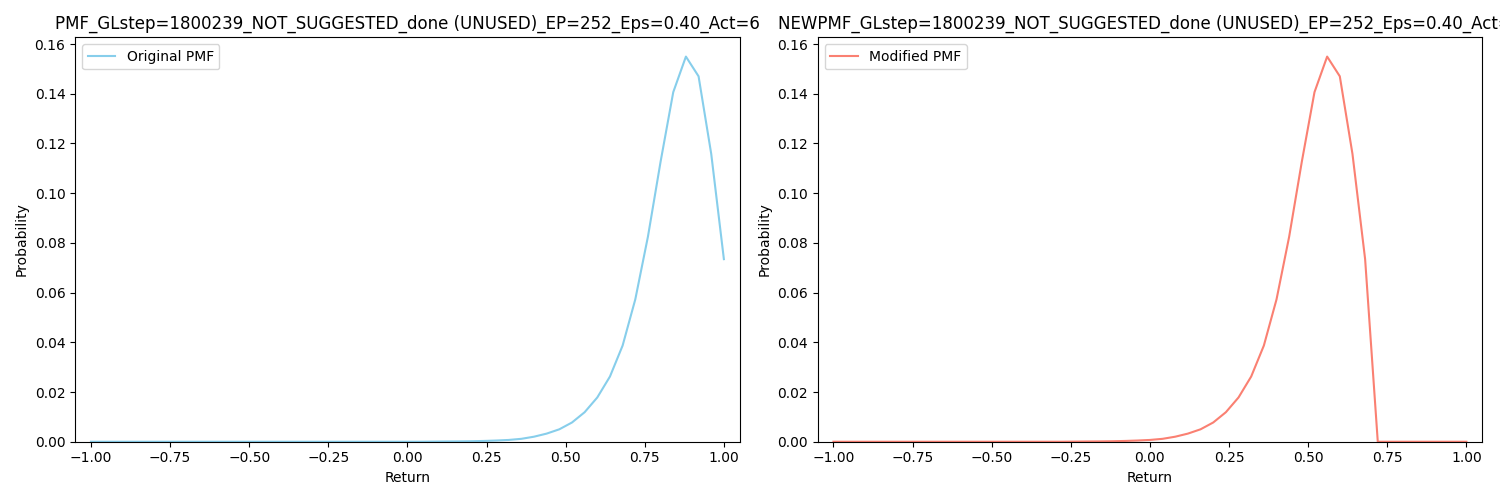 PMF_GLstep=1800239_NOT_SUGGESTED_done (UNUSED)_EP=252_Eps=0.40_Act=6
Original PMF
0.16
0.14
0.12
0.10
0.08
0.06
0.04
0.02
0.00
Probability
−1.00 −0.75 −0.50 −0.25 0.00 0.25 0.50 0.75 1.00
Return
NEWPMF_GLstep=1800239_NOT_SUGGESTED_done (UNUSED)_EP=252_Eps=0.40_Act=
Modified PMF
0.16
0.14
0.12
0.10
0.08
0.06
0.04
0.02
0.00
Probability
−1.00 −0.75 −0.50 −0.25 0.00 0.25 0.50 0.75 1.00
Return